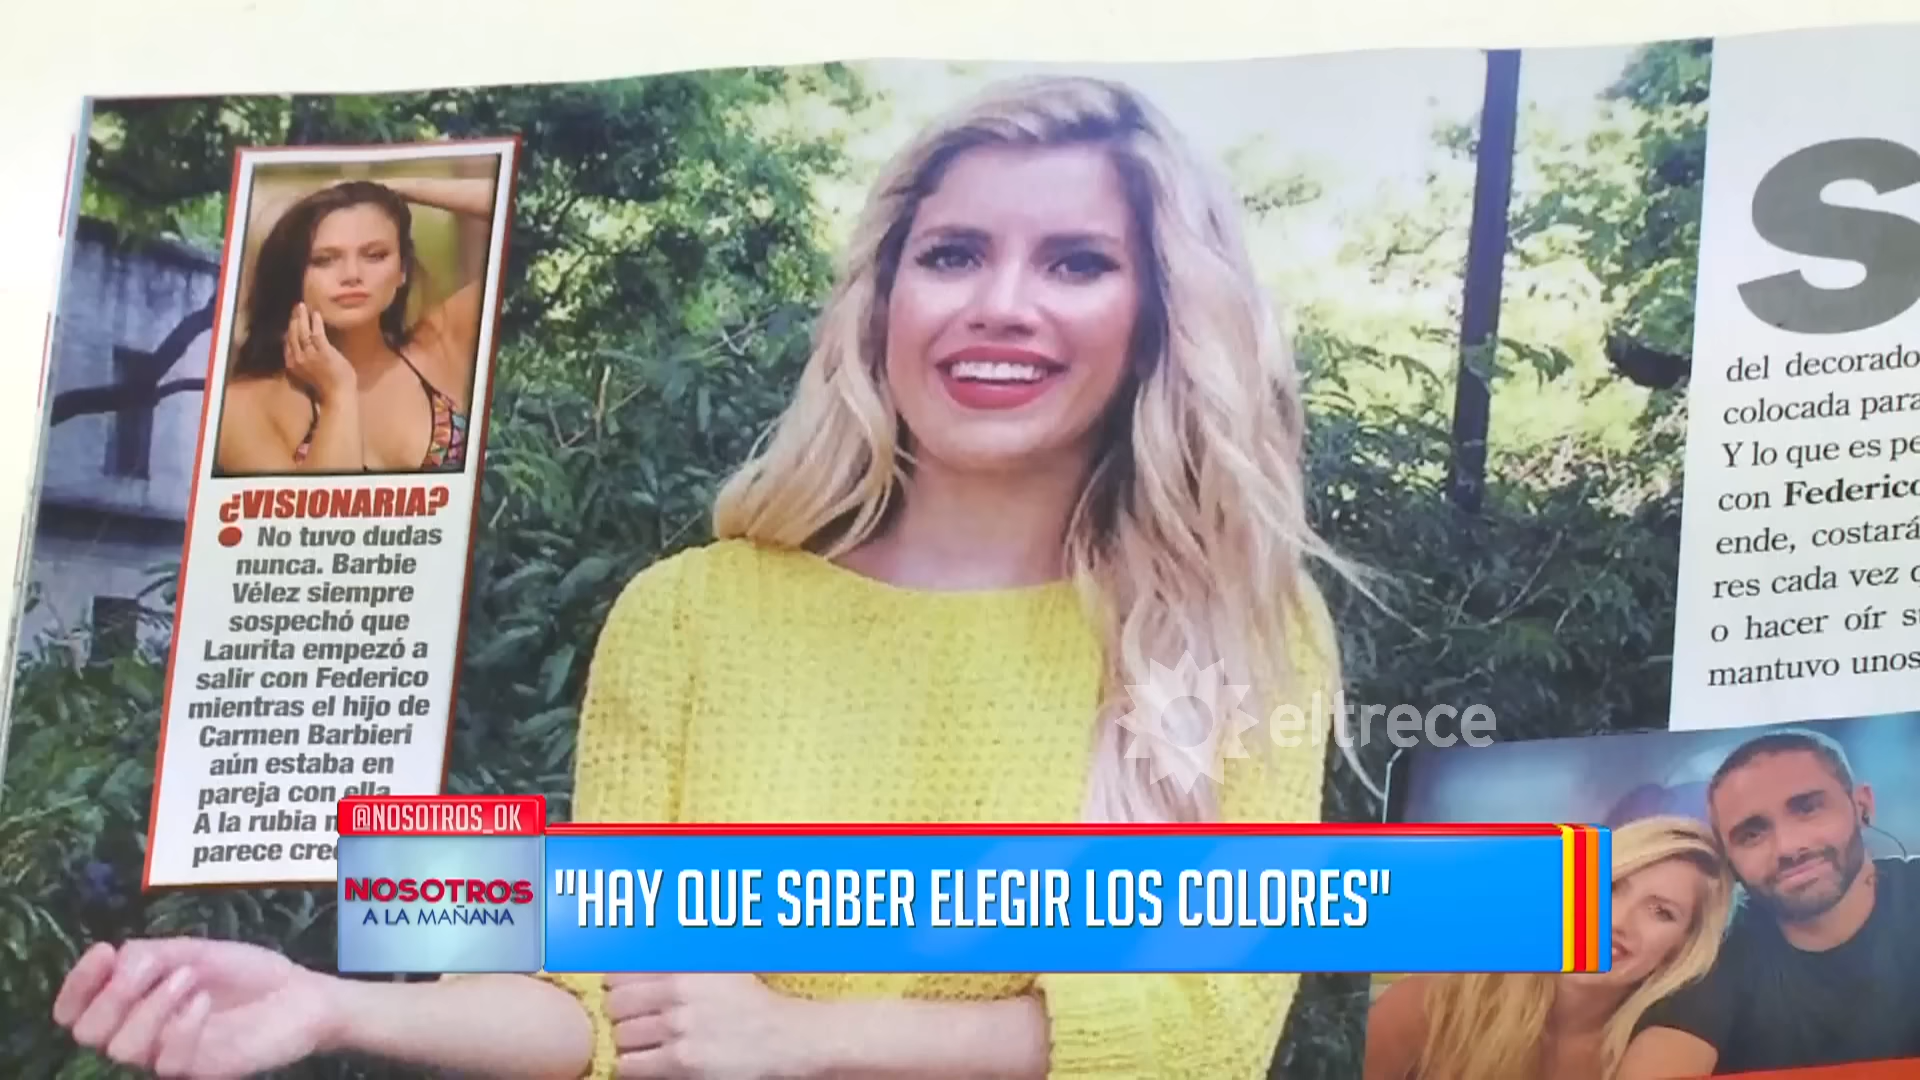 ¿VISIONARIA?
No tuvo dudas
nunca. Barbie
Vélez siempre
sospechó que
Laurita empezó a
salir con Federico
mientras el hijo de
Carmen Barbieri
aún estaba en
pareja con ella
A la rubia
parece
S
del decorado
colocada para
Y lo que es
con Federico
ende, costará
res cada vez
o hacer oír
mantuvo unos
eltrece
@NOSOTROS_OK
NOSOTROS
A LA MAÑANA
"HAY QUE SABER ELEGIR LOS COLORES"